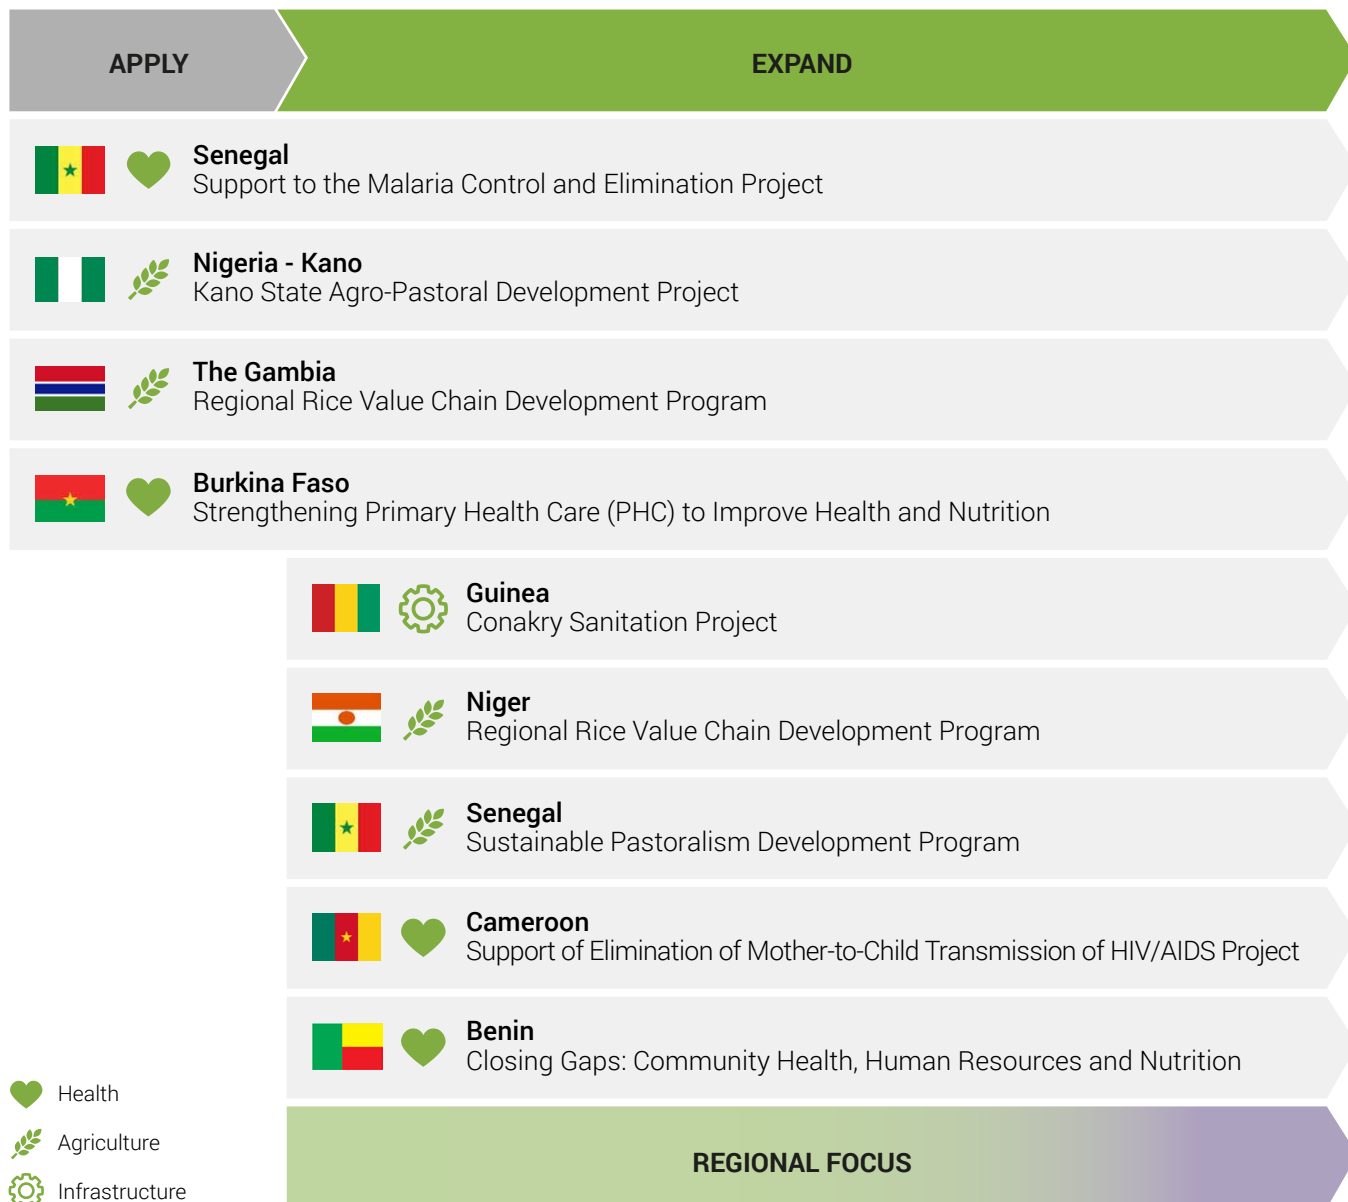 APPLY
EXPAND
Senegal
Support to the Malaria Control and Elimination Project
Nigeria - Kano
Kano State Agro-Pastoral Development Project
The Gambia
Regional Rice Value Chain Development Program
Burkina Faso
Strengthening Primary Health Care (PHC) to Improve Health and Nutrition
Guinea
Conakry Sanitation Project
Niger
Regional Rice Value Chain Development Program
Senegal
Sustainable Pastoralism Development Program
Cameroon
Support of Elimination of Mother-to-Child Transmission of HIV/AIDS Project
Benin
Closing Gaps: Community Health, Human Resources and Nutrition
Health
Agriculture
Infrastructure
REGIONAL FOCUS